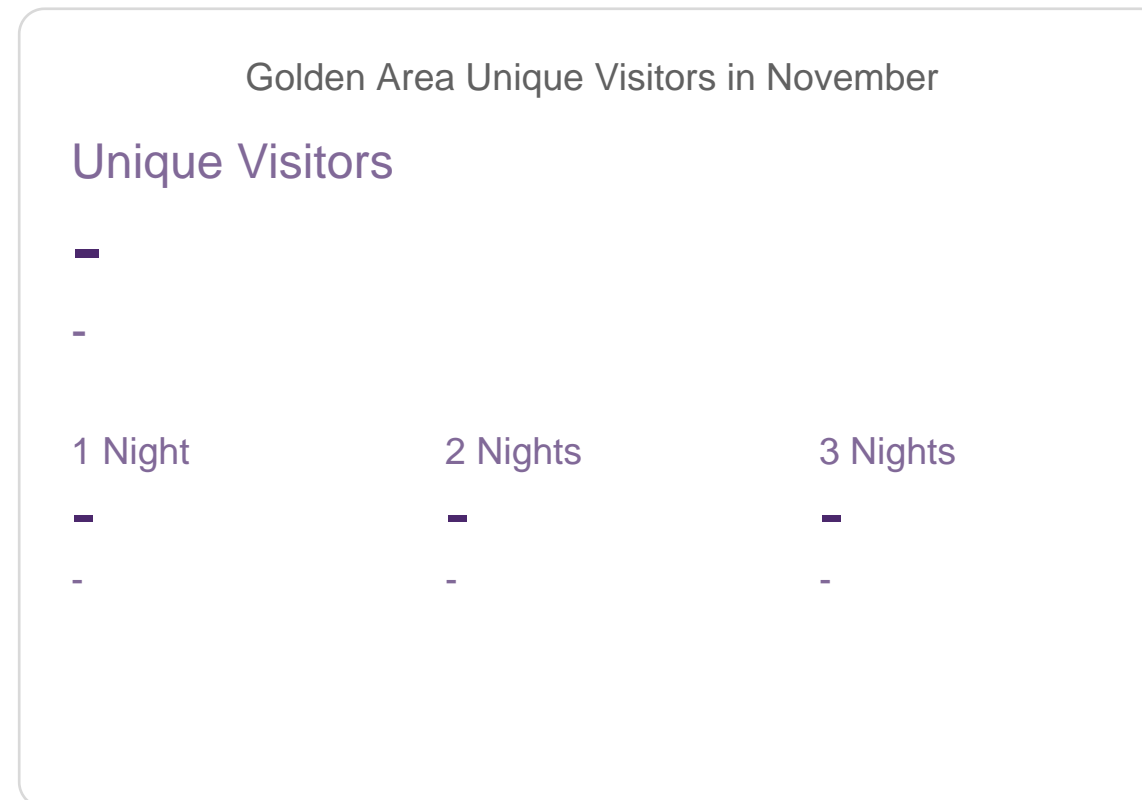 Golden Area Unique Visitors in November
Unique Visitors
-
-
1 Night 2 Nights 3 Nights
- - -
- - -